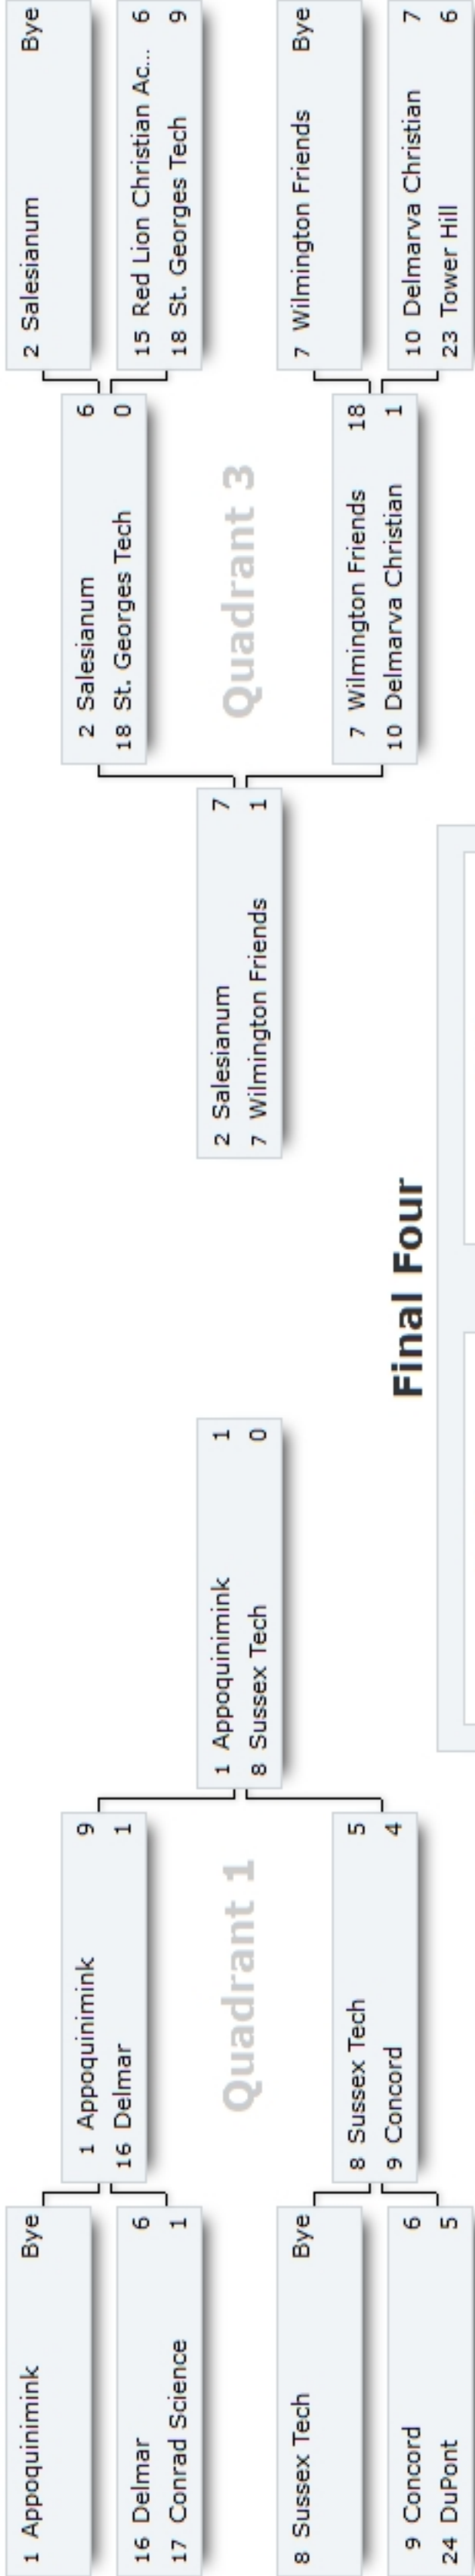 1 Appoquinimink Bye
16 Delmar 6
17 Conrad Science 1
8 Sussex Tech Bye
9 Concord 6
24 DuPont 5
1 Appoquinimink 9
16 Delmar 1
Quadrant 1
8 Sussex Tech 5
9 Concord 4
1 Appoquinimink 1
8 Sussex Tech 0
Final Four
2 Salesianum 7
7 Wilmington Friends 1
2 Salesianum 6
18 St. Georges Tech 0
Quadrant 3
7 Wilmington Friends 18
10 Delmarva Christian 1
2 Salesianum Bye
15 Red Lion Christian Ac... 6
18 St. Georges Tech 9
7 Wilmington Friends Bye
10 Delmarva Christian 7
23 Tower Hill 6